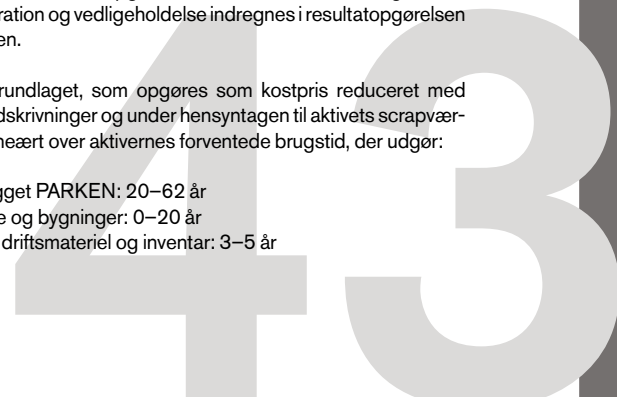 ration og vedligeholdelse indregnes i resultatopgørelsen
en.
rundlaget, som opgøres som kostpris reduceret med
dskrivninger og under hensyntagen til aktivets scrapvær-
neært over aktivernes forventede brugstid, der udgør:
gget PARKEN: 20–62 år
e og bygninger: 0–20 år
driftsmateriel og inventar: 3–5 år
43